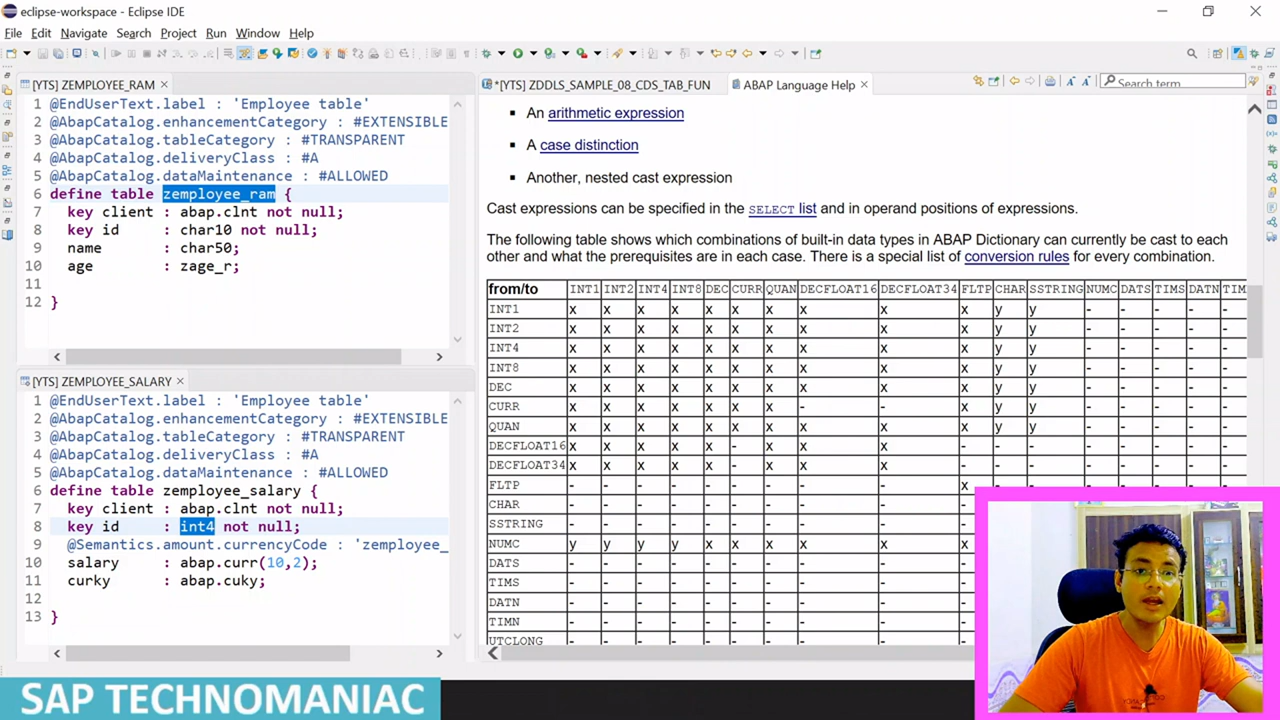 eclipse-workspace - Eclipse IDE
File Edit Navigate Search Project Run Window Help
[YTS] ZEMPLOYEE_RAM
1 @EndUserText.label : 'Employee table'
2 @AbapCatalog.enhancementCategory : #EXTENSIBLE
3 @AbapCatalog.tableCategory : #TRANSPARENT
4 @AbapCatalog.deliveryClass : #A
5 @AbapCatalog.dataMaintenance : #ALLOWED
6 define table zemployee_ram {
7 key client : abap.clnt not null;
8 key id : char10 not null;
9 name : char50;
10 age : zage_r;
11
12 }
[YTS] ZEMPLOYEE_SALARY
1 @EndUserText.label : 'Employee table'
2 @AbapCatalog.enhancementCategory : #EXTENSIBLE
3 @AbapCatalog.tableCategory : #TRANSPARENT
4 @AbapCatalog.deliveryClass : #A
5 @AbapCatalog.dataMaintenance : #ALLOWED
6 define table zemployee_salary {
7 key client : abap.clnt not null;
8 key id : int4 not null;
9 @Semantics.amount.currencyCode : 'zemployee_
10 salary : abap.curr(10,2);
11 curky : abap.cuky;
12
13 }
*[YTS] ZDDLS_SAMPLE_08_CDS_TAB_FUN ABAP Language Help
Search term
An arithmetic expression
A case distinction
Another, nested cast expression
Cast expressions can be specified in the SELECT list and in operand positions of expressions.
The following table shows which combinations of built-in data types in ABAP Dictionary can currently be cast to each
other and what the prerequisites are in each case. There is a special list of conversion rules for every combination.
from/to INT1 INT2 INT4 INT8 DEC CURR QUAN DECFLOAT16 DECFLOAT34 FLTP CHAR SSTRING NUMC DATS TIMS DATN TIM
INT1 x x x x x x x x x x y y - - - - -
INT2 x x x x x x x x x x y y - - - - -
INT4 x x x x x x x x x x y y - - - - -
INT8 x x x x x x x x x x y y - - - - -
DEC x x x x x x x x x x y y - - - - -
CURR x x x x x x x - - x y y - - - - -
QUAN x x x x x x x - - x y y - - - - -
DECFLOAT16 x x x x x - x x x - - - - - - - -
DECFLOAT34 x x x x x - x x x - - - - - - - -
FLTP - - - - - - - - - x
CHAR - - - - - - - - - -
SSTRING - - - - - - - - - -
NUMC y y y y x x x x x x
DATS - - - - - - - - - -
TIMS - - - - - - - - - -
DATN - - - - - - - - - -
TIMN - - - - - - - - - -
UTCLONG - - - - - - - - - -
SAP TECHNOMANIAC